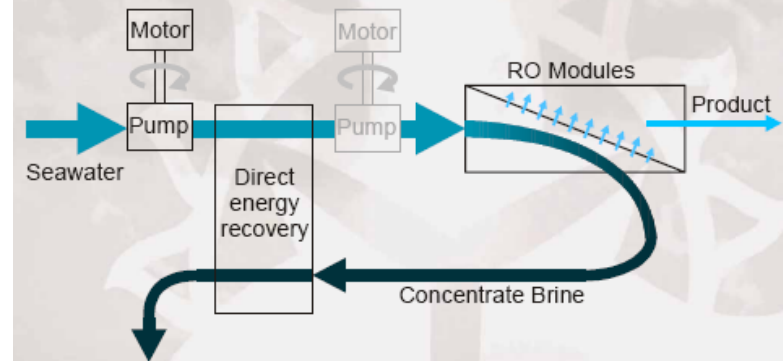 Motor
Motor
RO Modules
Product
Pump
Pump
Seawater
Direct
energy
recovery
Concentrate Brine